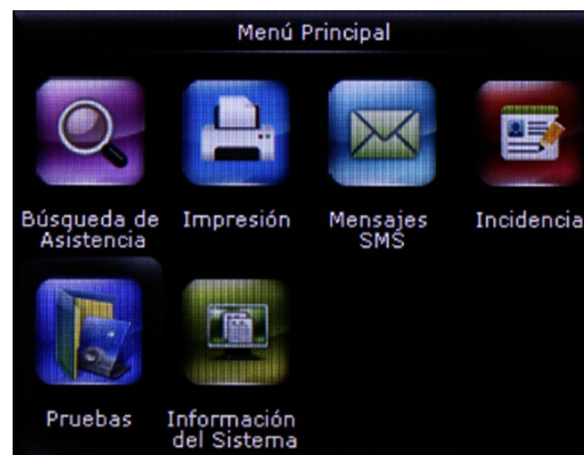 Menú Principal
Búsqueda de
Asistencia
Impresión
Mensajes
SMS
Incidencia
Pruebas
Información
del Sistema